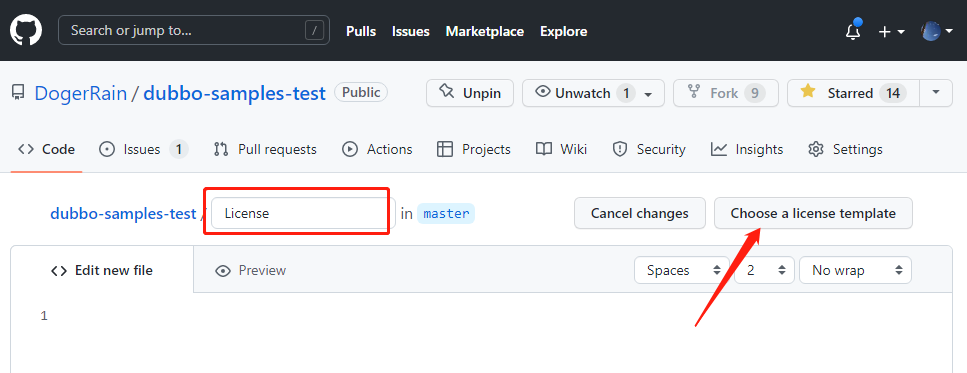 Search or jump to... / Pulls Issues Marketplace Explore
DogerRain / dubbo-samples-test Public Unpin Unwatch 1 Fork 9 Starred 14
Code Issues 1 Pull requests Actions Projects Wiki Security Insights Settings
dubbo-samples-test / License in master Cancel changes Choose a license template
Edit new file Preview Spaces 2 No wrap
1